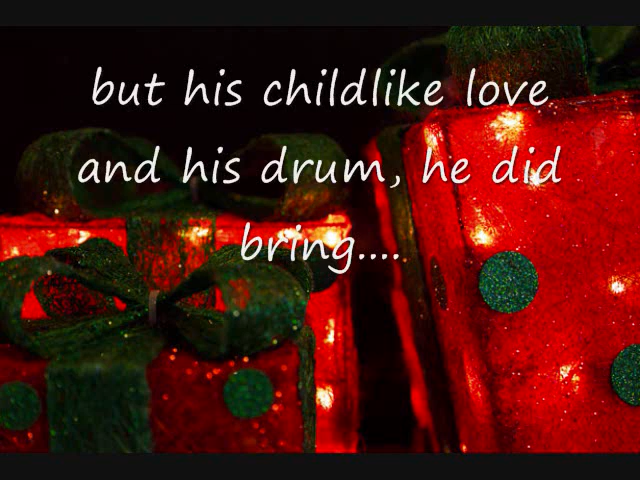 but his childlike love
and his drum, he did
bring....